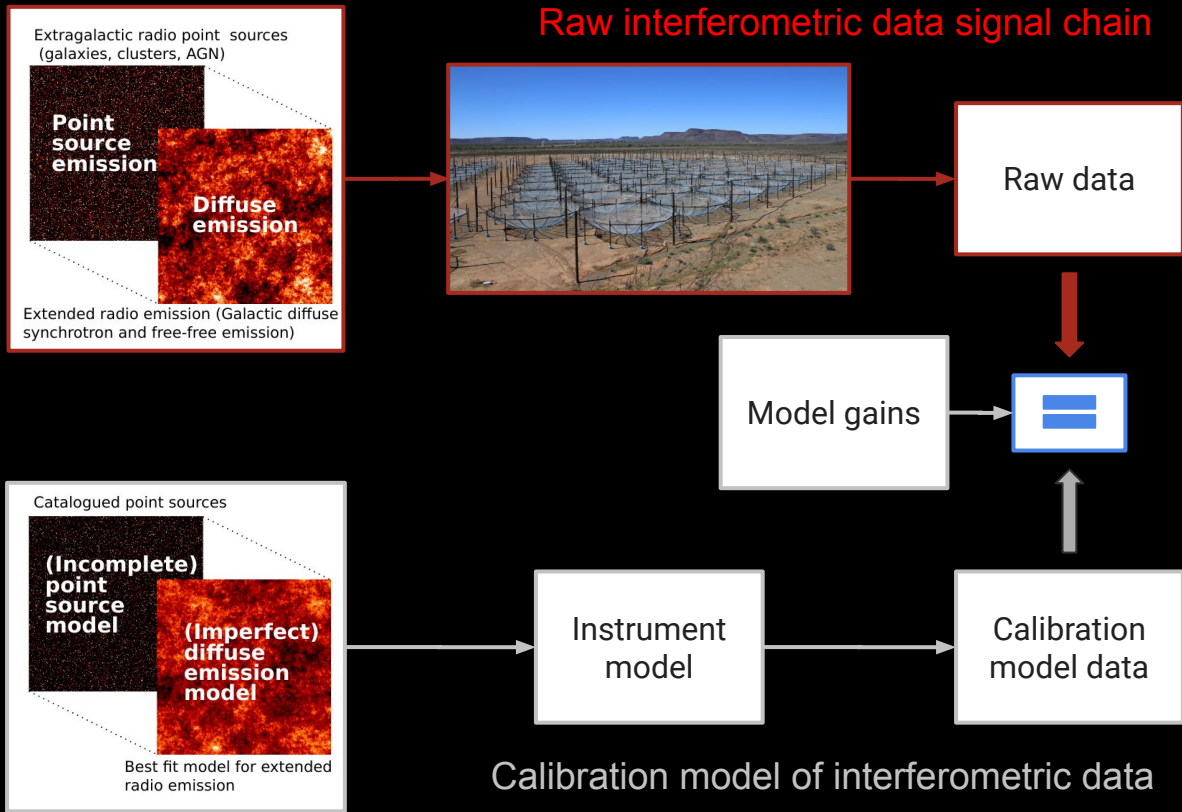 Raw interferometric data signal chain
Extragalactic radio point sources
(galaxies, clusters, AGN)
Point
source
emission
Diffuse
emission
Extended radio emission (Galactic diffuse
synchrotron and free-free emission)
Raw data
Model gains
Catalogued point sources
(Incomplete)
point
source
model
(Imperfect)
diffuse
emission
model
Best fit model for extended
radio emission
Instrument
model
Calibration
model data
Calibration model of interferometric data